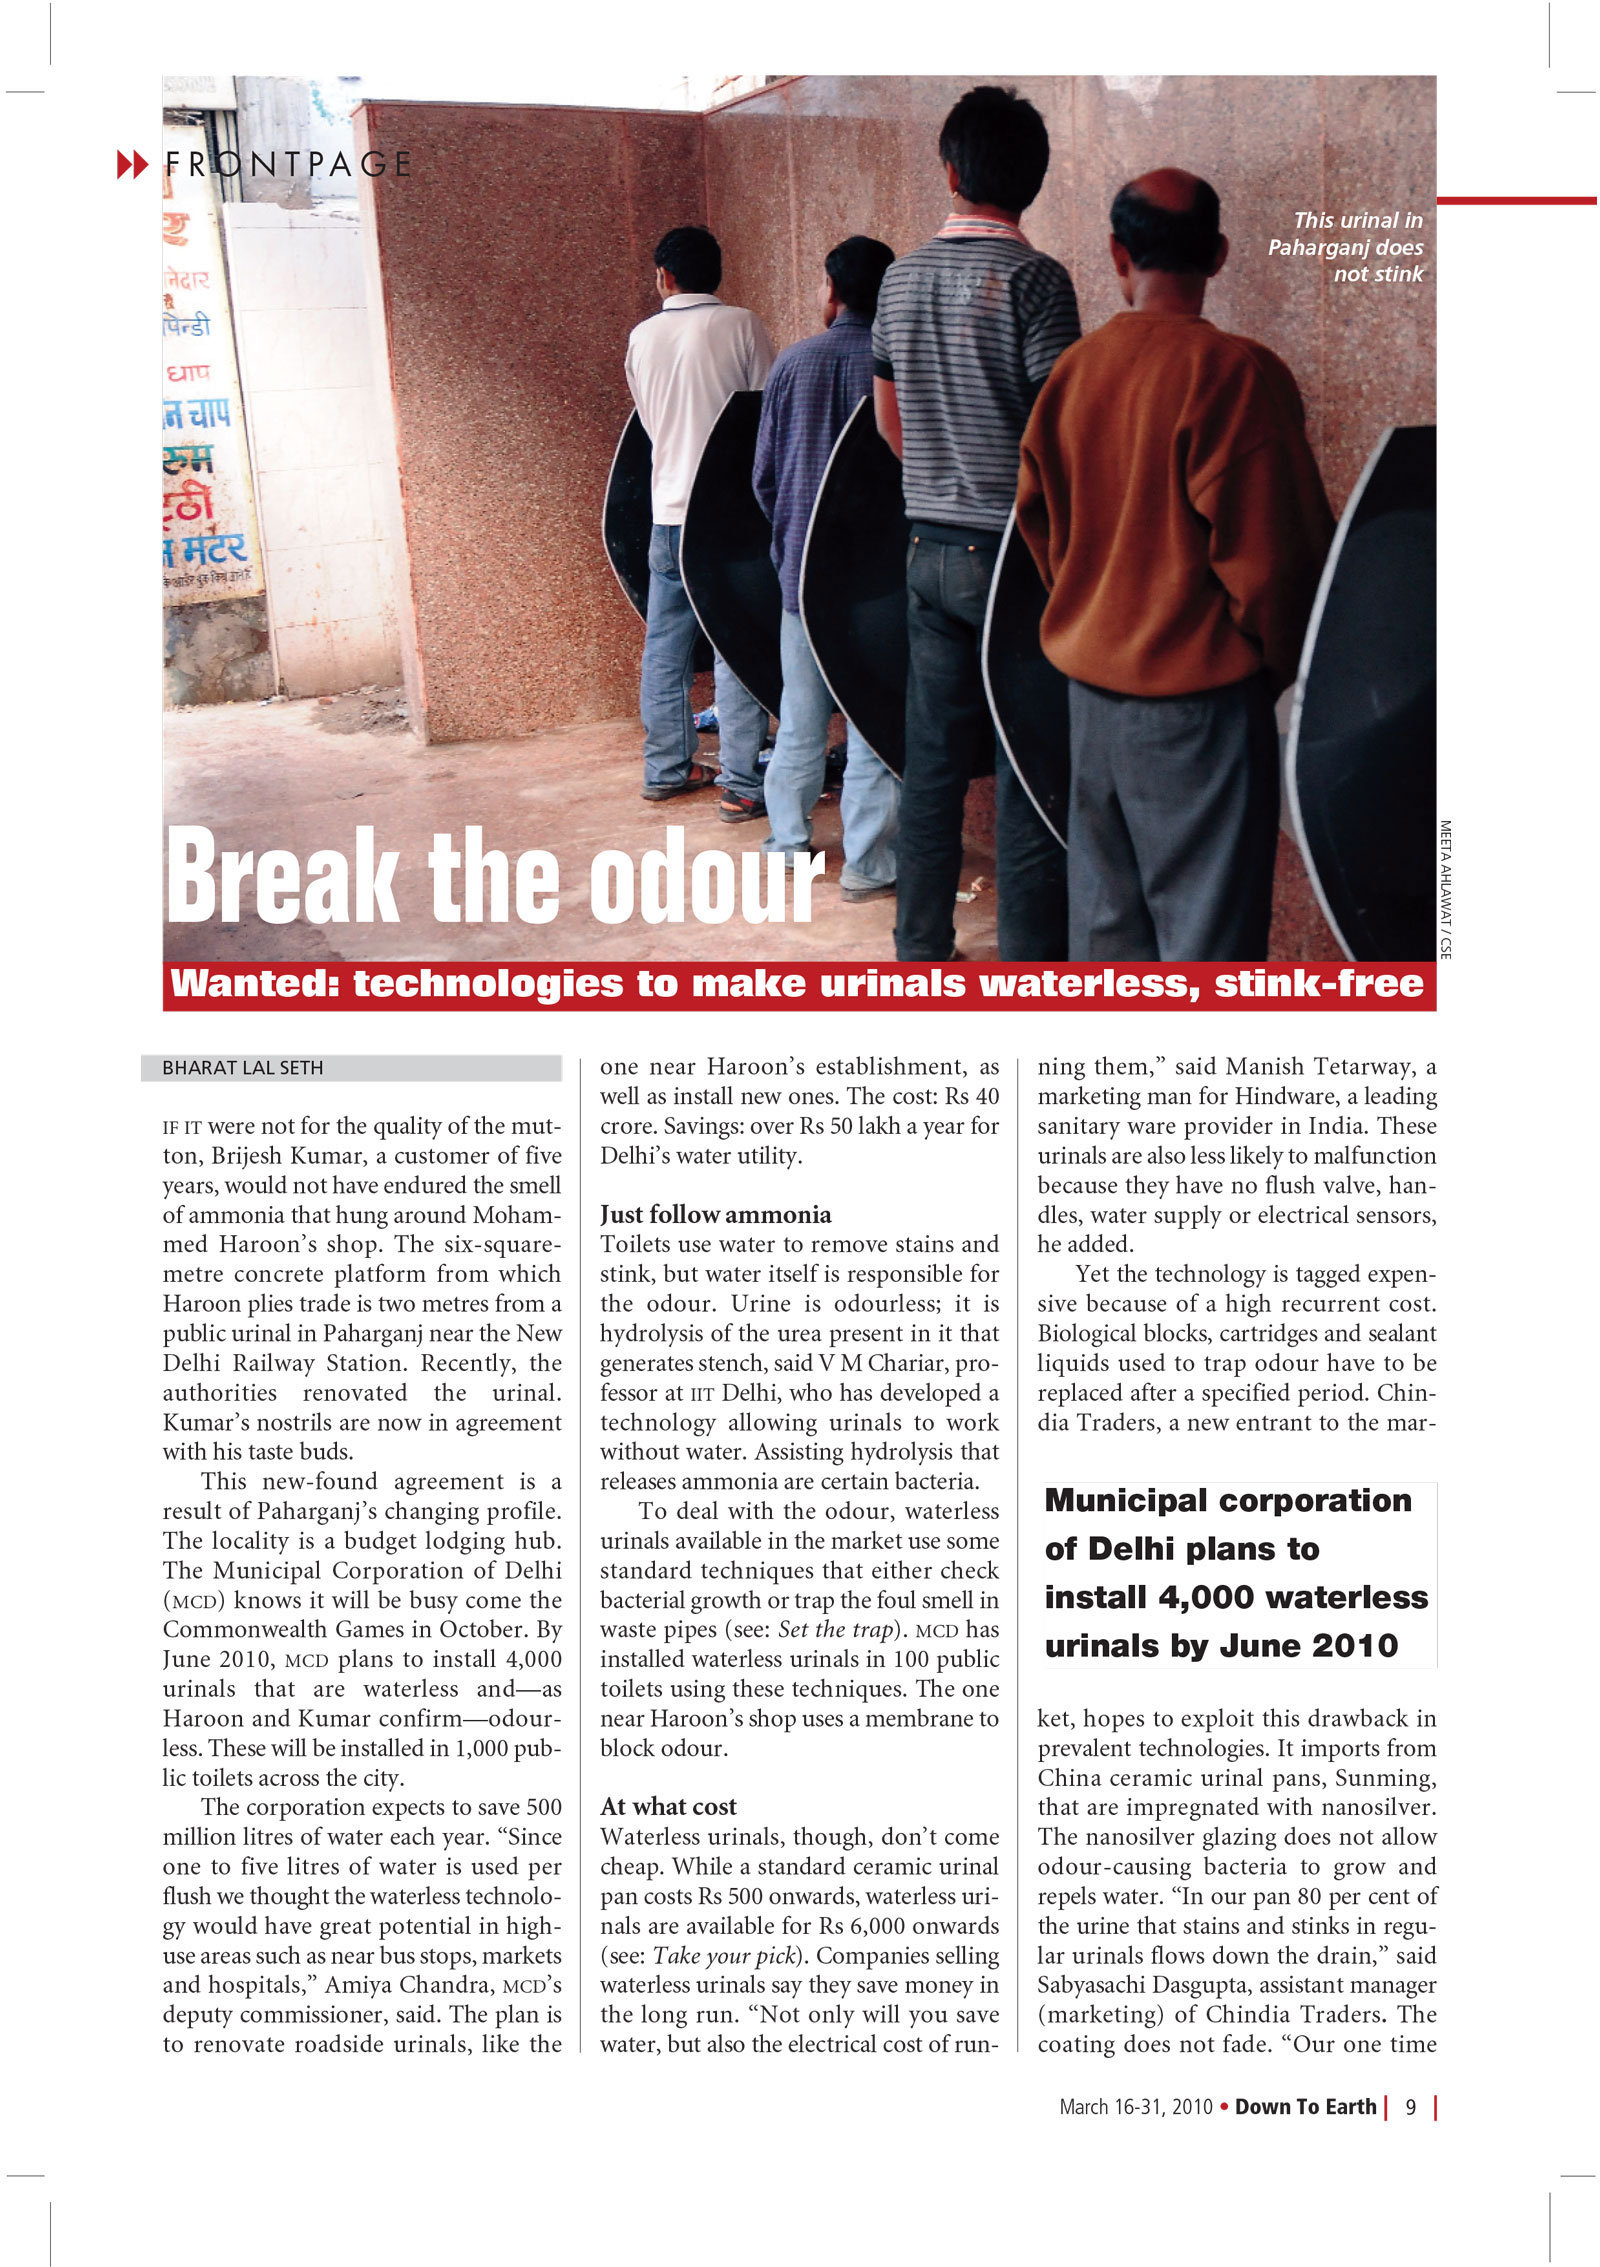 FRONTPAGE
नेदार
पिन्डी
धाप
न चाप
रुम
मटर
This urinal in
Paharganj does
not stink
MEETA AHLAWAT / CSE
Break the odour
Wanted: technologies to make urinals waterless, stink-free
BHARAT LAL SETH
IF IT were not for the quality of the mut-
ton, Brijesh Kumar, a customer of five
years, would not have endured the smell
of ammonia that hung around Moham-
med Haroon's shop. The six-square-
metre concrete platform from which
Haroon plies trade is two metres from a
public urinal in Paharganj near the New
Delhi Railway Station. Recently, the
authorities renovated the urinal.
Kumar's nostrils are now in agreement
with his taste buds.
This new-found agreement is a
result of Paharganj's changing profile.
The locality is a budget lodging hub.
The Municipal Corporation of Delhi
(MCD) knows it will be busy come the
Commonwealth Games in October. By
June 2010, MCD plans to install 4,000
urinals that are waterless and—as
Haroon and Kumar confirm—odour-
less. These will be installed in 1,000 pub-
lic toilets across the city.
The corporation expects to save 500
million litres of water each year. “Since
one to five litres of water is used per
flush we thought the waterless technolo-
gy would have great potential in high-
use areas such as near bus stops, markets
and hospitals,” Amiya Chandra, MCD's
deputy commissioner, said. The plan is
to renovate roadside urinals, like the
one near Haroon's establishment, as
well as install new ones. The cost: Rs 40
crore. Savings: over Rs 50 lakh a year for
Delhi's water utility.
Just follow ammonia
Toilets use water to remove stains and
stink, but water itself is responsible for
the odour. Urine is odourless; it is
hydrolysis of the urea present in it that
generates stench, said V M Chariar, pro-
fessor at IIT Delhi, who has developed a
technology allowing urinals to work
without water. Assisting hydrolysis that
releases ammonia are certain bacteria.
To deal with the odour, waterless
urinals available in the market use some
standard techniques that either check
bacterial growth or trap the foul smell in
waste pipes (see: Set the trap). MCD has
installed waterless urinals in 100 public
toilets using these techniques. The one
near Haroon's shop uses a membrane to
block odour.
At what cost
Waterless urinals, though, don't come
cheap. While a standard ceramic urinal
pan costs Rs 500 onwards, waterless uri-
nals are available for Rs 6,000 onwards
(see: Take your pick). Companies selling
waterless urinals say they save money in
the long run. “Not only will you save
water, but also the electrical cost of run-
ning them,” said Manish Tetarway, a
marketing man for Hindware, a leading
sanitary ware provider in India. These
urinals are also less likely to malfunction
because they have no flush valve, han-
dles, water supply or electrical sensors,
he added.
Yet the technology is tagged expen-
sive because of a high recurrent cost.
Biological blocks, cartridges and sealant
liquids used to trap odour have to be
replaced after a specified period. Chin-
dia Traders, a new entrant to the mar-
Municipal corporation
of Delhi plans to
install 4,000 waterless
urinals by June 2010
ket, hopes to exploit this drawback in
prevalent technologies. It imports from
China ceramic urinal pans, Sunming,
that are impregnated with nanosilver.
The nanosilver glazing does not allow
odour-causing bacteria to grow and
repels water. “In our pan 80 per cent of
the urine that stains and stinks in regu-
lar urinals flows down the drain,” said
Sabyasachi Dasgupta, assistant manager
(marketing) of Chindia Traders. The
coating does not fade. “Our one time
March 16-31, 2010 • Down To Earth | 9 |